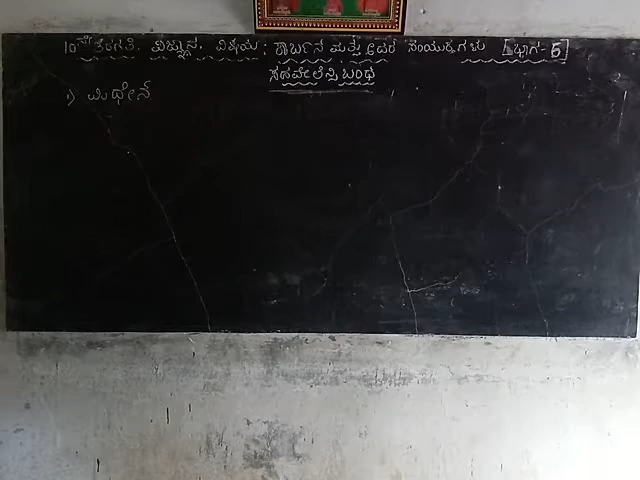 10ನೇ ತರಗತಿ. ವಿಜ್ಞಾನ. ವಿಷಯ : ಕಾರ್ಬನ್ ಮತ್ತು ಅದರ ಸಂಯುಕ್ತಗಳು [ಭಾಗ-5]
ಸಹವೇಲೆನ್ಸಿ ಬಂಧ
1) ಮಿಥೇನ್